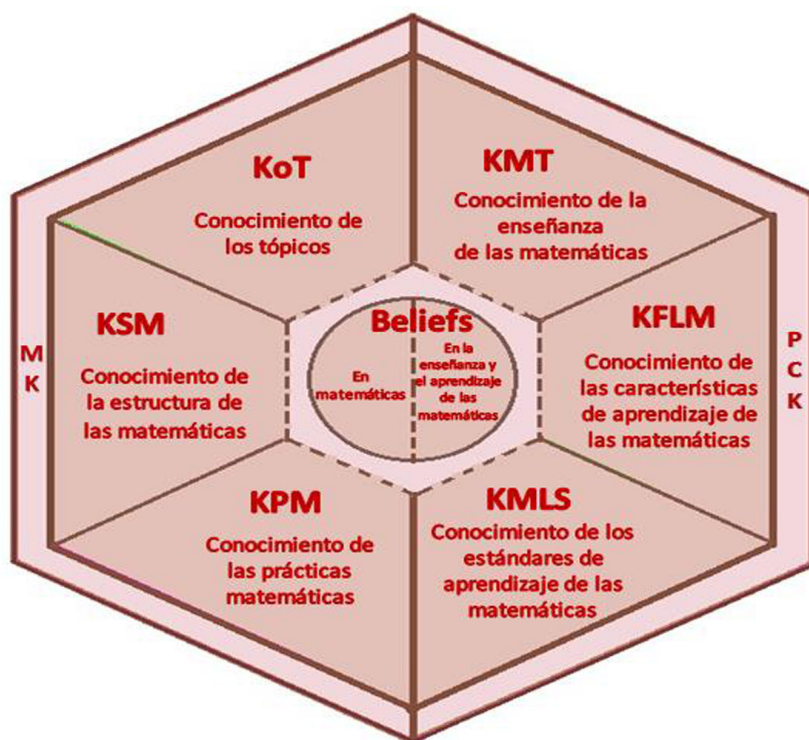 KoT
Conocimiento de
los tópicos
KMT
Conocimiento de la
enseñanza
de las matemáticas
MK
KSM
Conocimiento de
la estructura de
las matemáticas
Beliefs
En
matemáticas
En la
enseñanza y
el aprendizaje
de las
matemáticas
KFLM
Conocimiento de
las características
de aprendizaje de
las matemáticas
PCK
KPM
Conocimiento de
las prácticas
matemáticas
KMLS
Conocimiento de los
estándares de
aprendizaje de las
matemáticas